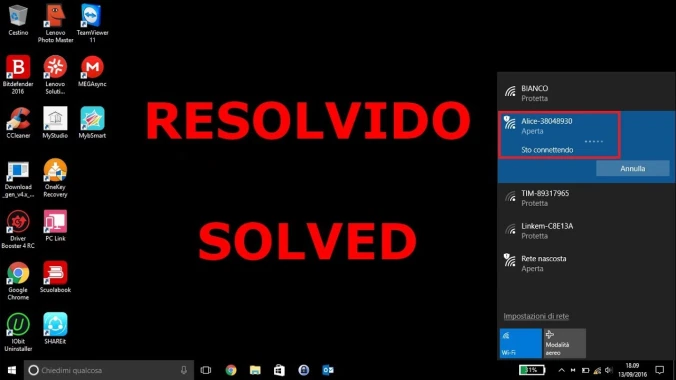 Cestino
Lenovo
Photo Master
TeamViewer
11
Bitdefender
2016
Lenovo
Soluti...
MEGAsync
CCleaner
MyStudio
MybSmart
Download
_gen_v4.x_...
OneKey
Recovery
Driver
Booster 4 RC
PC Link
Google
Chrome
Scuolabook
IObit
Uninstaller
SHAREit
RESOLVIDO
SOLVED
BIANCO
Protetta
Alice-38048930
Aperta
Sto connettendo
Annulla
TIM-89317965
Protetta
Linkem-C8E13A
Protetta
Rete nascosta
Aperta
Impostazioni di rete
Wi-Fi
Modalità
aereo
Chiedimi qualcosa
18.09
13/09/2016